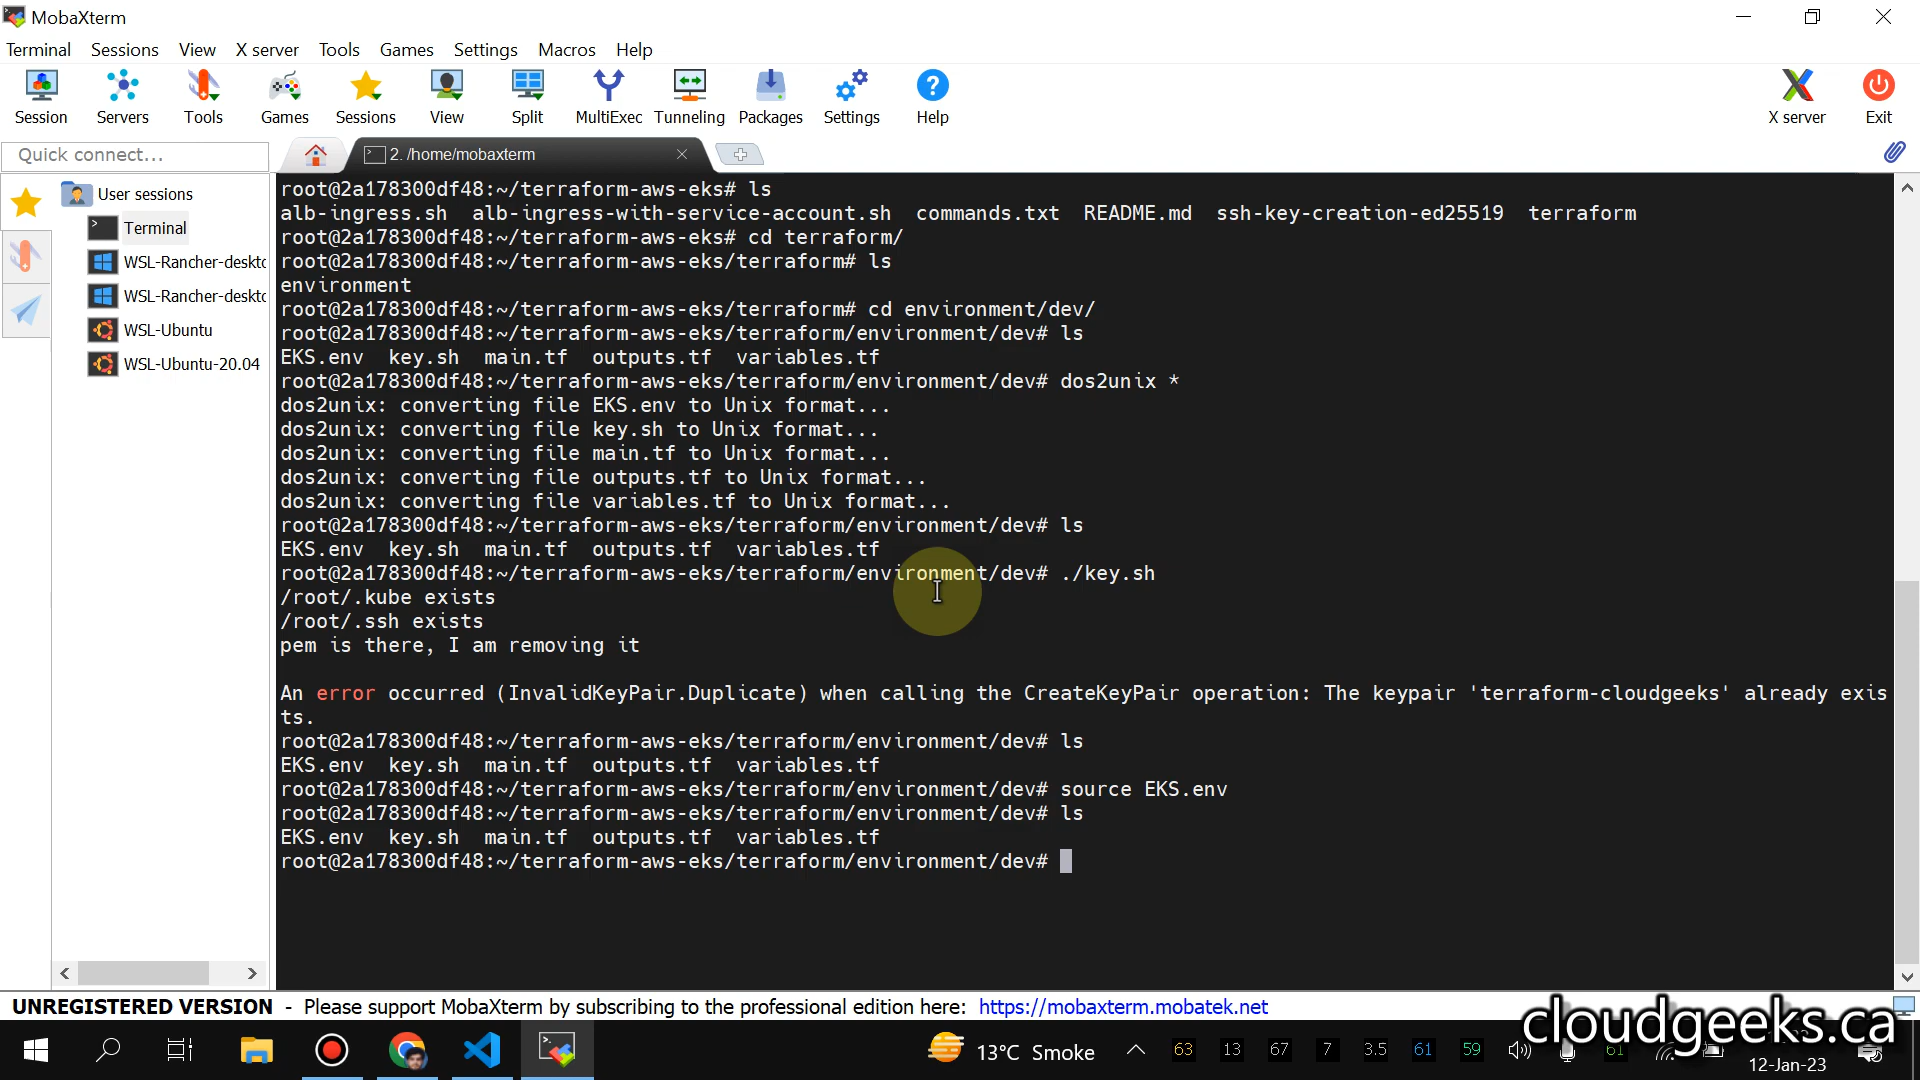 MobaXterm
Terminal Sessions View X server Tools Games Settings Macros Help
Session Servers Tools Games Sessions View Split MultiExec Tunneling Packages Settings Help X server Exit
Quick connect...
2. /home/mobaxterm
User sessions
Terminal
WSL-Rancher-deskto
WSL-Rancher-deskto
WSL-Ubuntu
WSL-Ubuntu-20.04
root@2a178300df48:~/terraform-aws-eks# ls
alb-ingress.sh  alb-ingress-with-service-account.sh  commands.txt  README.md  ssh-key-creation-ed25519  terraform
root@2a178300df48:~/terraform-aws-eks# cd terraform/
root@2a178300df48:~/terraform-aws-eks/terraform# ls
environment
root@2a178300df48:~/terraform-aws-eks/terraform# cd environment/dev/
root@2a178300df48:~/terraform-aws-eks/terraform/environment/dev# ls
EKS.env  key.sh  main.tf  outputs.tf  variables.tf
root@2a178300df48:~/terraform-aws-eks/terraform/environment/dev# dos2unix *
dos2unix: converting file EKS.env to Unix format...
dos2unix: converting file key.sh to Unix format...
dos2unix: converting file main.tf to Unix format...
dos2unix: converting file outputs.tf to Unix format...
dos2unix: converting file variables.tf to Unix format...
root@2a178300df48:~/terraform-aws-eks/terraform/environment/dev# ls
EKS.env  key.sh  main.tf  outputs.tf  variables.tf
root@2a178300df48:~/terraform-aws-eks/terraform/environment/dev# ./key.sh
/root/.kube exists
/root/.ssh exists
pem is there, I am removing it
An error occurred (InvalidKeyPair.Duplicate) when calling the CreateKeyPair operation: The keypair 'terraform-cloudgeeks' already exis
ts.
root@2a178300df48:~/terraform-aws-eks/terraform/environment/dev# ls
EKS.env  key.sh  main.tf  outputs.tf  variables.tf
root@2a178300df48:~/terraform-aws-eks/terraform/environment/dev# source EKS.env
root@2a178300df48:~/terraform-aws-eks/terraform/environment/dev# ls
EKS.env  key.sh  main.tf  outputs.tf  variables.tf
root@2a178300df48:~/terraform-aws-eks/terraform/environment/dev#
UNREGISTERED VERSION - Please support MobaXterm by subscribing to the professional edition here: https://mobaxterm.mobatek.net
cloudgeeks.ca
13°C Smoke 63 13 67 7 3.5 61 59 61
12-Jan-23